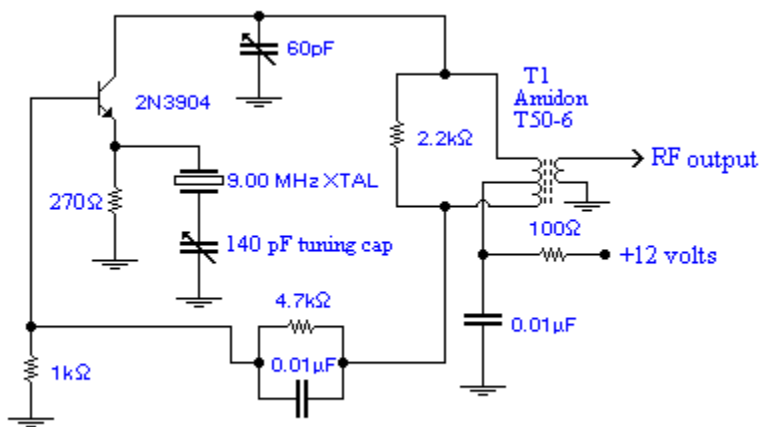 60pF
2N3904
T1
Amidon
T50-6
2.2kΩ
RF output
9.00 MHz XTAL
270Ω
100Ω
140 pF tuning cap
+12 volts
4.7kΩ
0.01µF
0.01µF
1kΩ